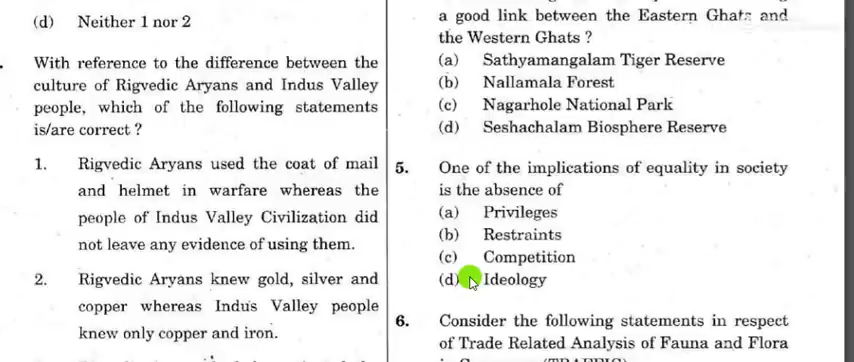 (d) Neither 1 nor 2
With reference to the difference between the
culture of Rigvedic Aryans and Indus Valley
people, which of the following statements
is/are correct ?
1. Rigvedic Aryans used the coat of mail
and helmet in warfare whereas the
people of Indus Valley Civilization did
not leave any evidence of using them.
2. Rigvedic Aryans knew gold, silver and
copper whereas Indus Valley people
knew only copper and iron.
a good link between the Eastern Ghats and
the Western Ghats ?
(a) Sathyamangalam Tiger Reserve
(b) Nallamala Forest
(c) Nagarhole National Park
(d) Seshachalam Biosphere Reserve
5. One of the implications of equality in society
is the absence of
(a) Privileges
(b) Restraints
(c) Competition
(d) Ideology
6. Consider the following statements in respect
of Trade Related Analysis of Fauna and Flora